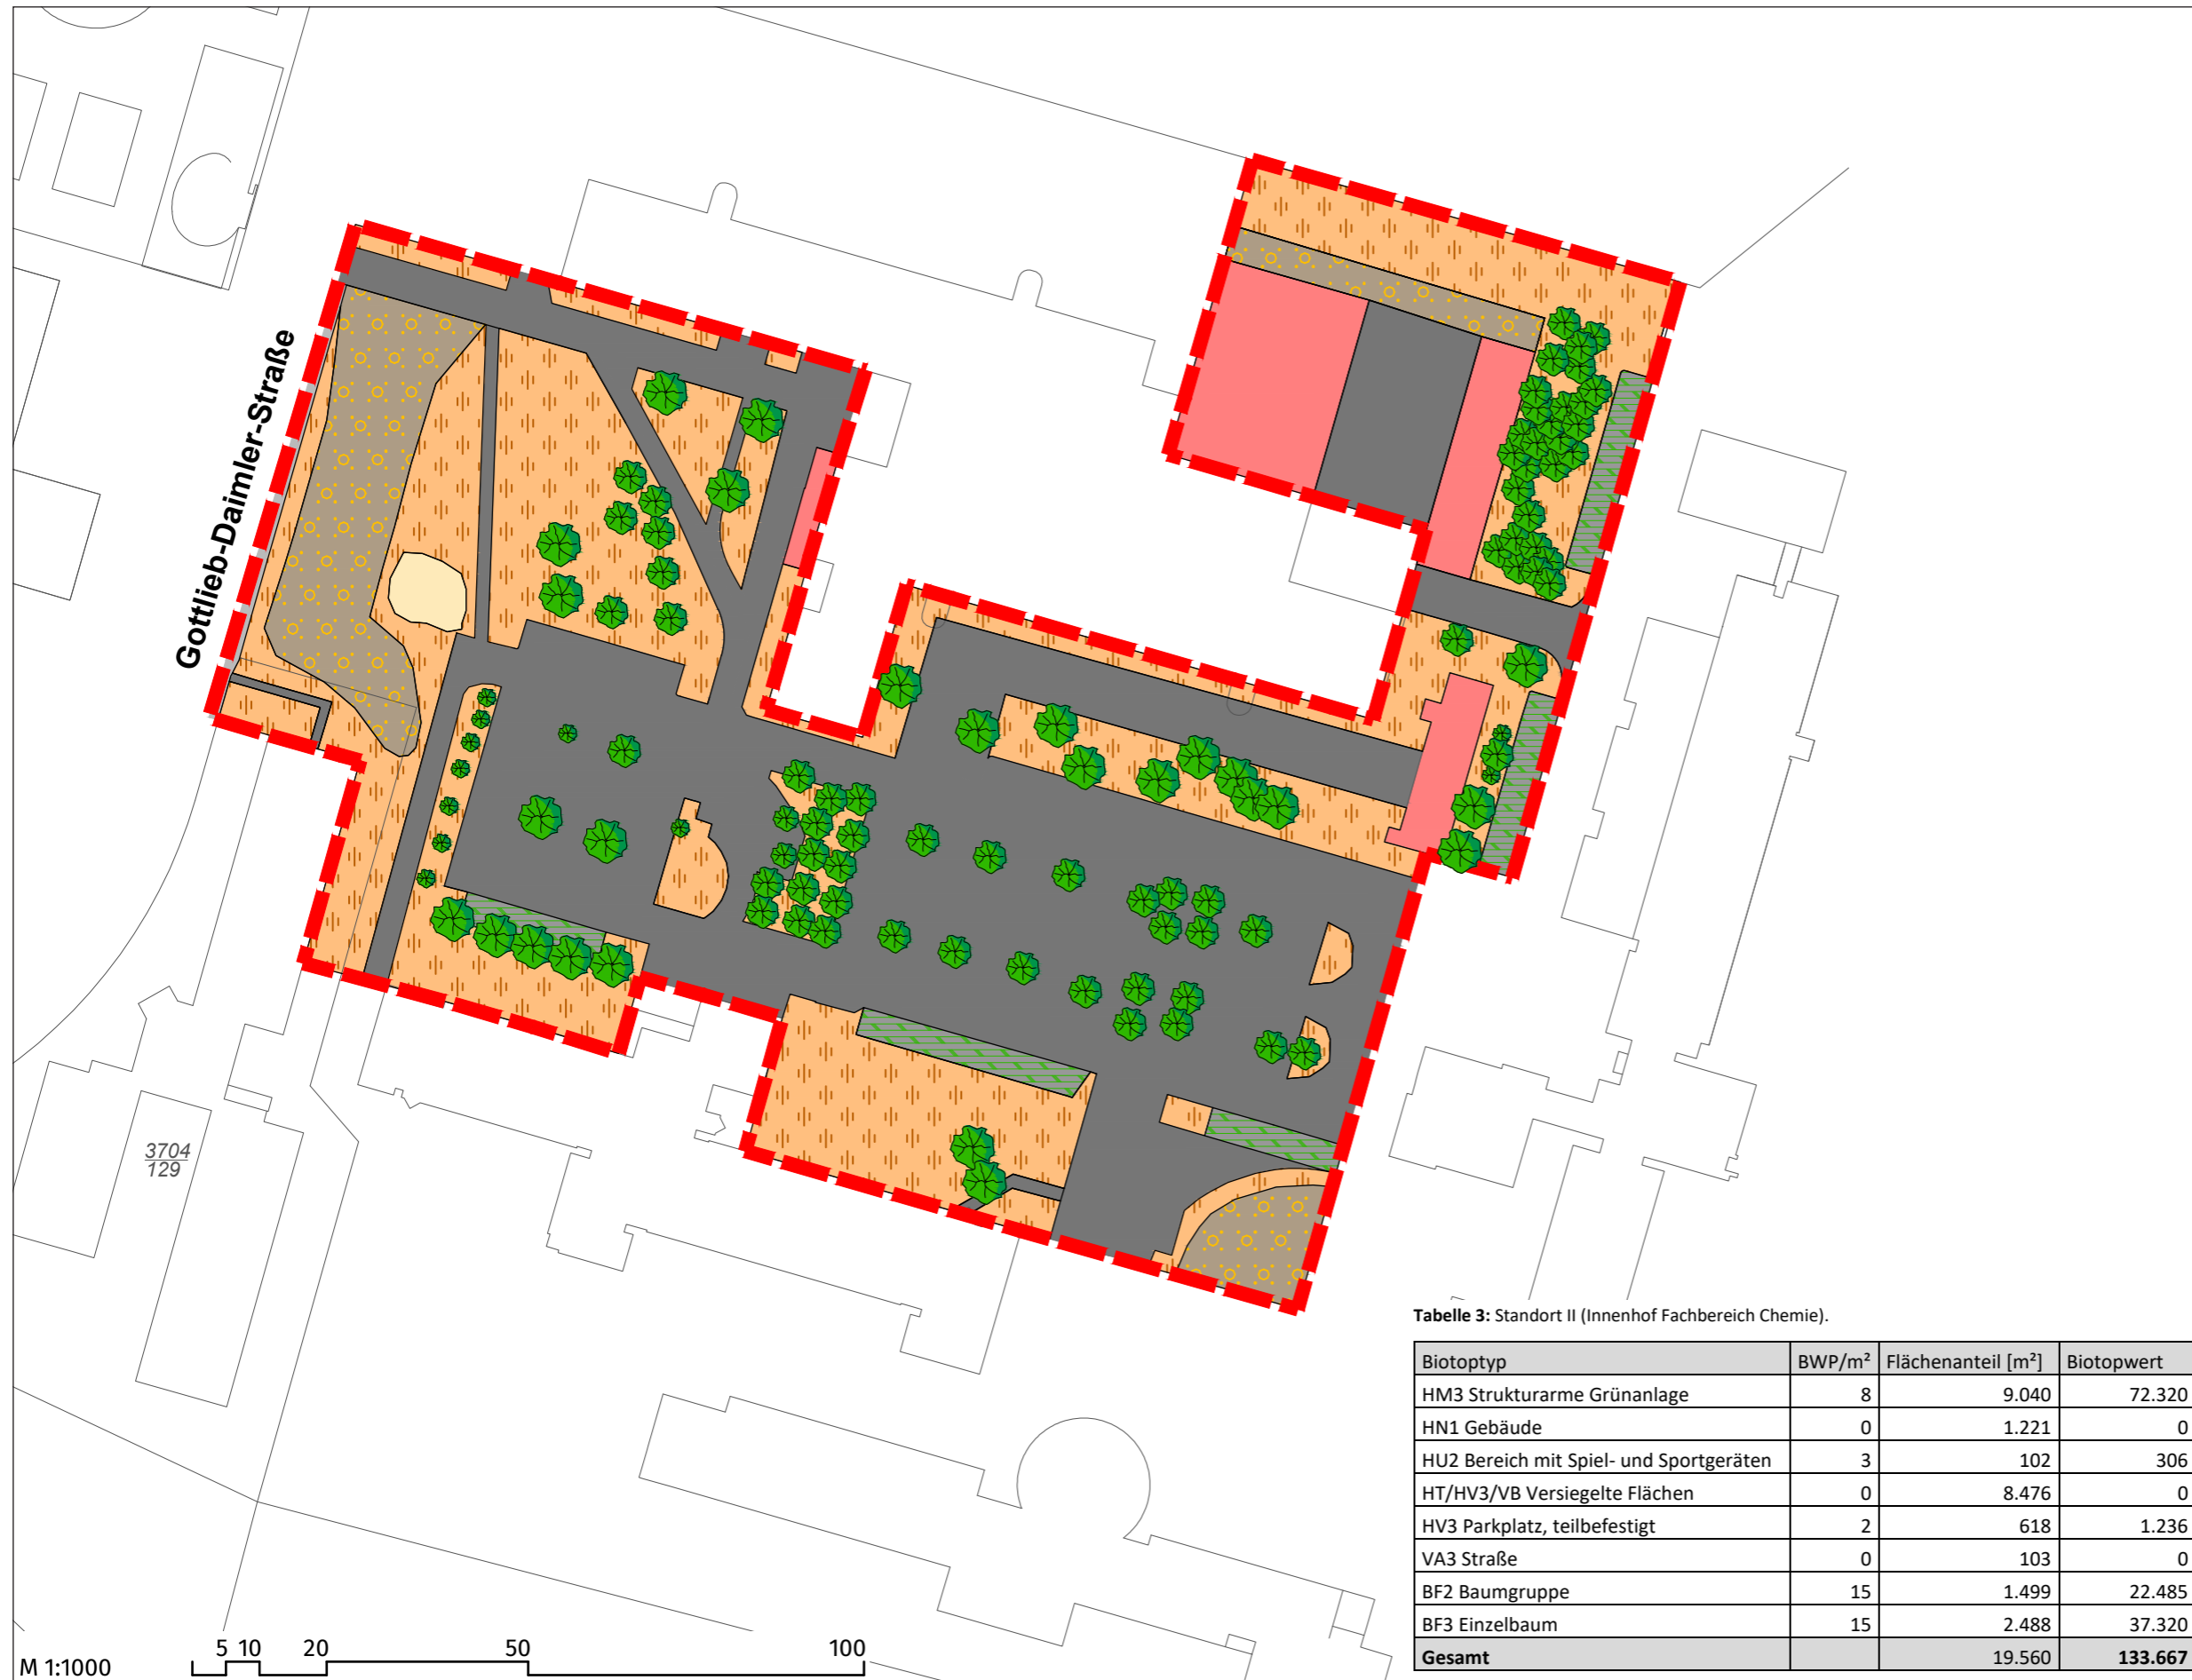 Gottlieb-Daimler-Straße
3704
129
Tabelle 3: Standort II (Innenhof Fachbereich Chemie).
Biotoptyp BWP/m² Flächenanteil [m²] Biotopwert
HM3 Strukturarme Grünanlage 8 9.040 72.320
HN1 Gebäude 0 1.221 0
HU2 Bereich mit Spiel- und Sportgeräten 3 102 306
HT/HV3/VB Versiegelte Flächen 0 8.476 0
HV3 Parkplatz, teilbefestigt 2 618 1.236
VA3 Straße 0 103 0
BF2 Baumgruppe 15 1.499 22.485
BF3 Einzelbaum 15 2.488 37.320
Gesamt 19.560 133.667
5 10 20 50 100
M 1:1000